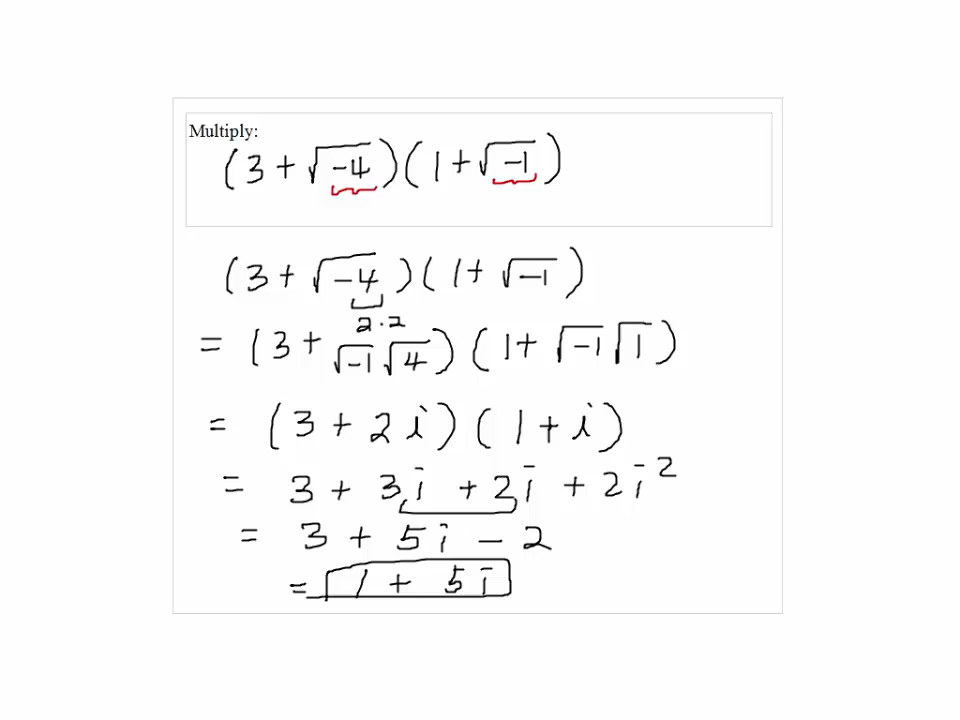 Multiply:
(3 + √-4)(1 + √-1)
(3 + √-4)(1 + √-1)
2 · 2
= (3 + √-1 √4)(1 + √-1 √1)
= (3 + 2i)(1 + i)
= 3 + 3i + 2i + 2i²
= 3 + 5i - 2
= 1 + 5i